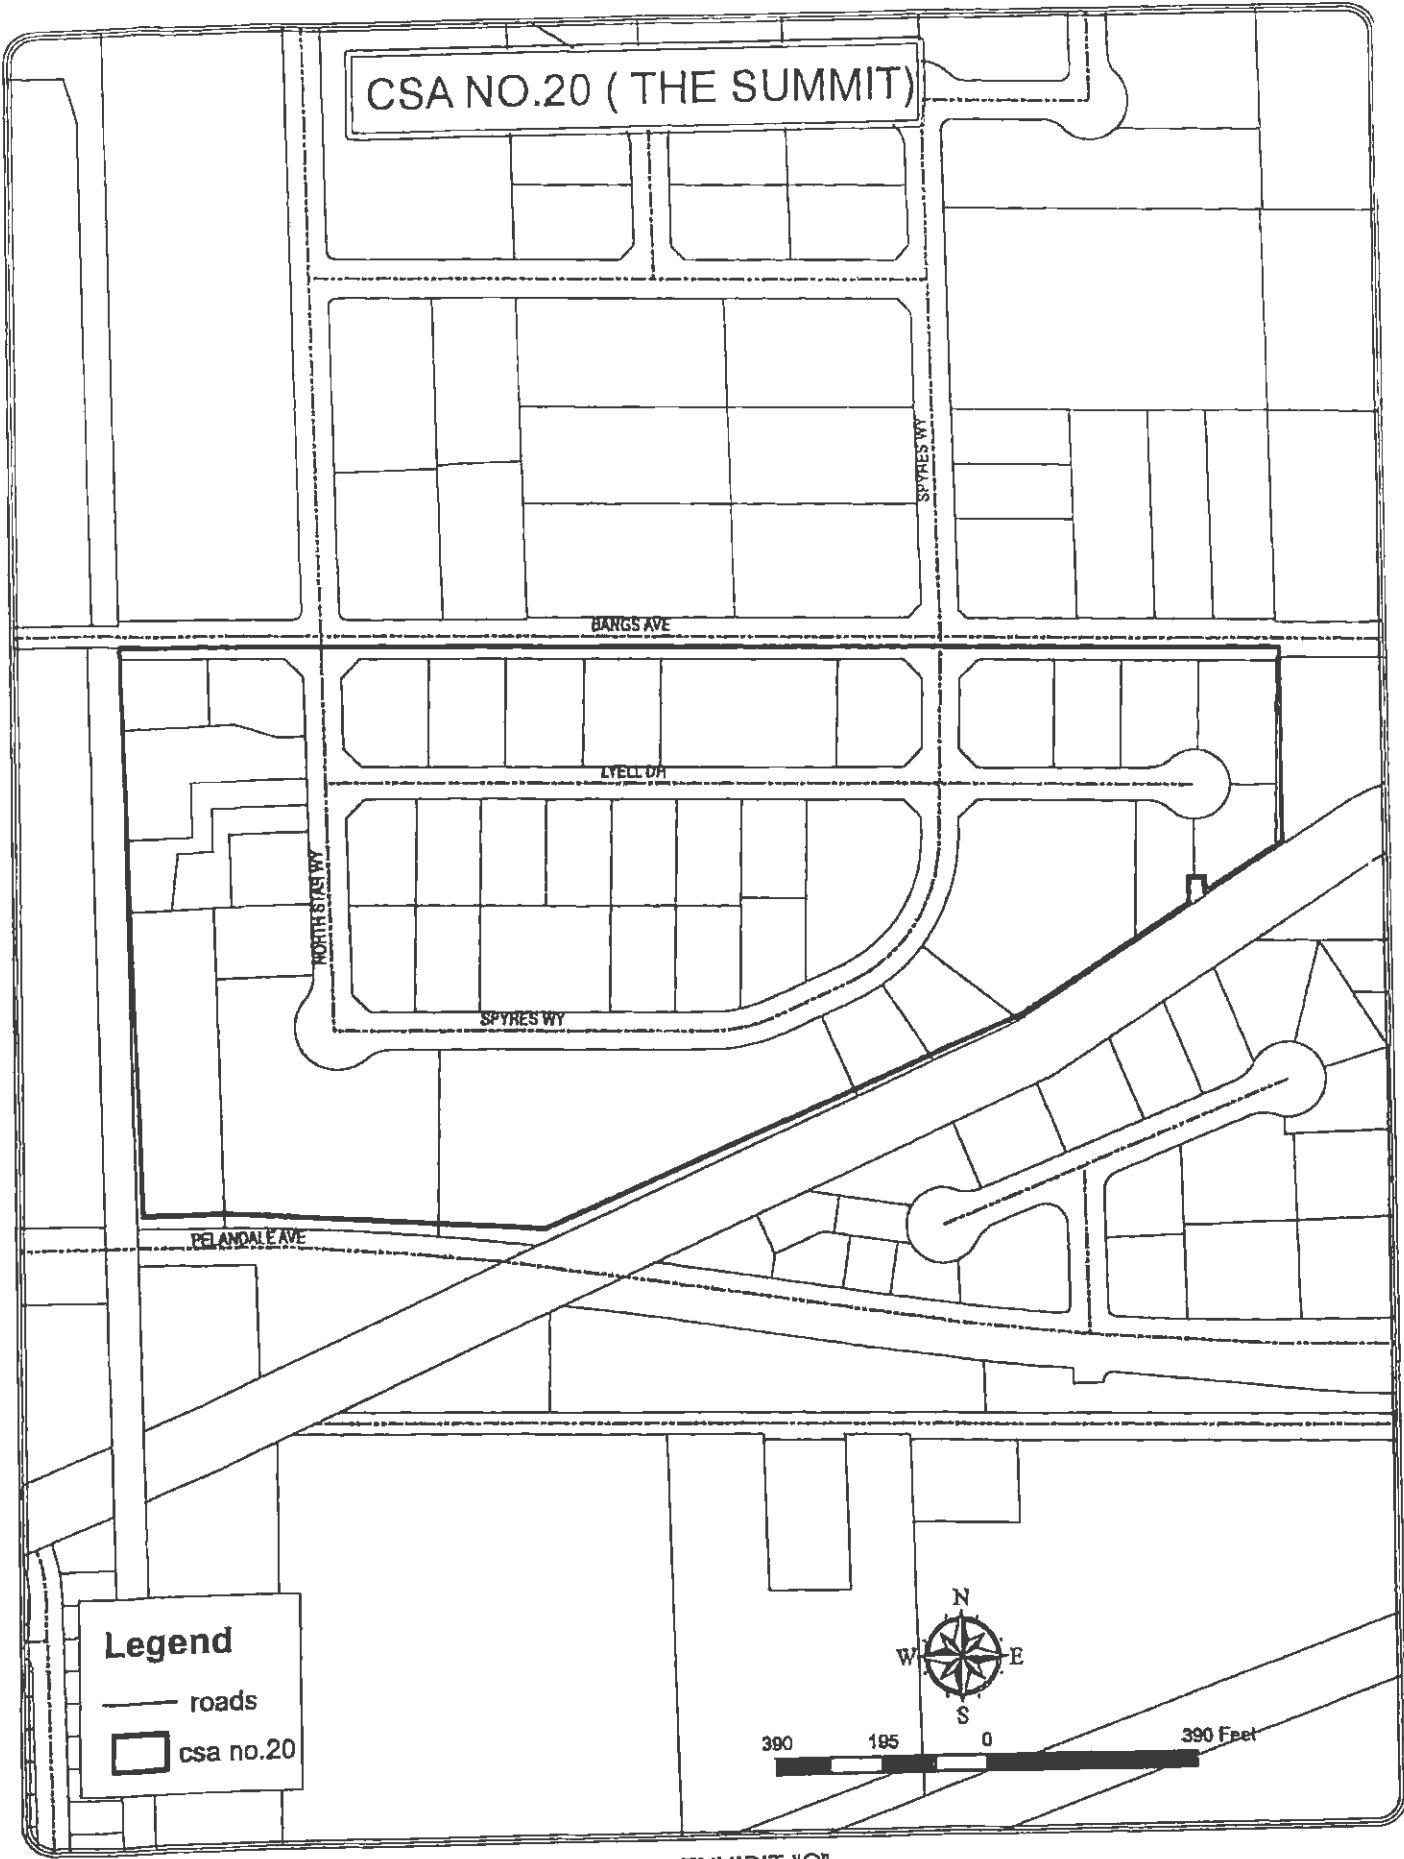 CSA NO.20 ( THE SUMMIT)
SPYRES WY
BANGS AVE
LYELL DR
NORTH STAR WY
SPYRES WY
PELANDALE AVE
Legend
roads
csa no.20
N
W E
S
390 195 0 390 Feet